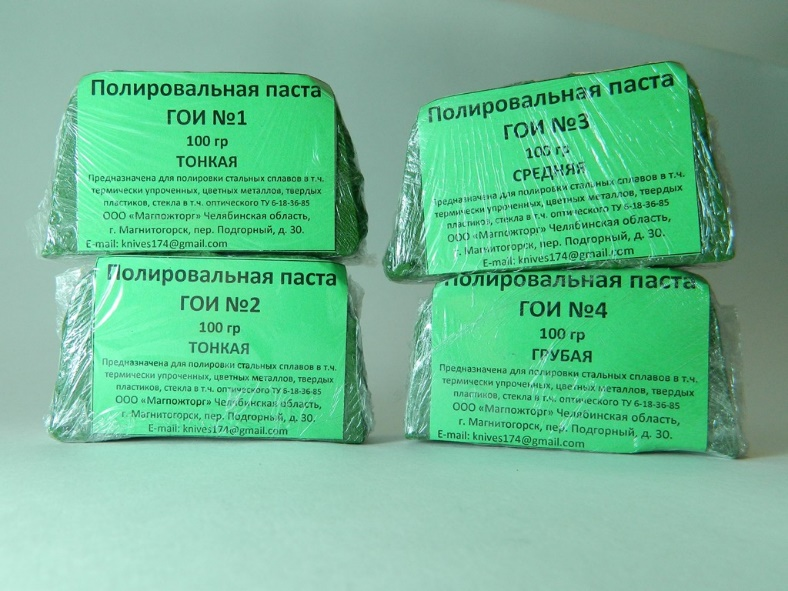 Полировальная паста
ГОИ №1
100 гр
ТОНКАЯ
Предназначена для полировки стальных сплавов в т.ч.
термически упроченных, цветных металлов, твердых
пластиков, стекла в т.ч. оптического ТУ 6-18-36-85
ООО «Магпожторг» Челябинская область,
г. Магнитогорск, пер. Подгорный, д. 30.
E-mail: knives174@gmail.com
Полировальная паста
ГОИ №2
100 гр
ТОНКАЯ
Предназначена для полировки стальных сплавов в т.ч.
термически упроченных, цветных металлов, твердых
пластиков, стекла в т.ч. оптического ТУ 6-18-36-85
ООО «Магпожторг» Челябинская область,
г. Магнитогорск, пер. Подгорный, д. 30.
E-mail: knives174@gmail.com
Полировальная паста
ГОИ №3
100 гр
СРЕДНЯЯ
Предназначена для полировки стальных сплавов в т.ч.
термически упроченных, цветных металлов, твердых
пластиков, стекла в т.ч. оптического ТУ 6-18-36-85
ООО «Магпожторг» Челябинская область,
г. Магнитогорск, пер. Подгорный, д. 30.
E-mail: knives174@gmail.com
Полировальная паста
ГОИ №4
100 гр
ГРУБАЯ
Предназначена для полировки стальных сплавов в т.ч.
термически упроченных, цветных металлов, твердых
пластиков, стекла в т.ч. оптического ТУ 6-18-36-85
ООО «Магпожторг» Челябинская область,
г. Магнитогорск, пер. Подгорный, д. 30.
E-mail: knives174@gmail.com